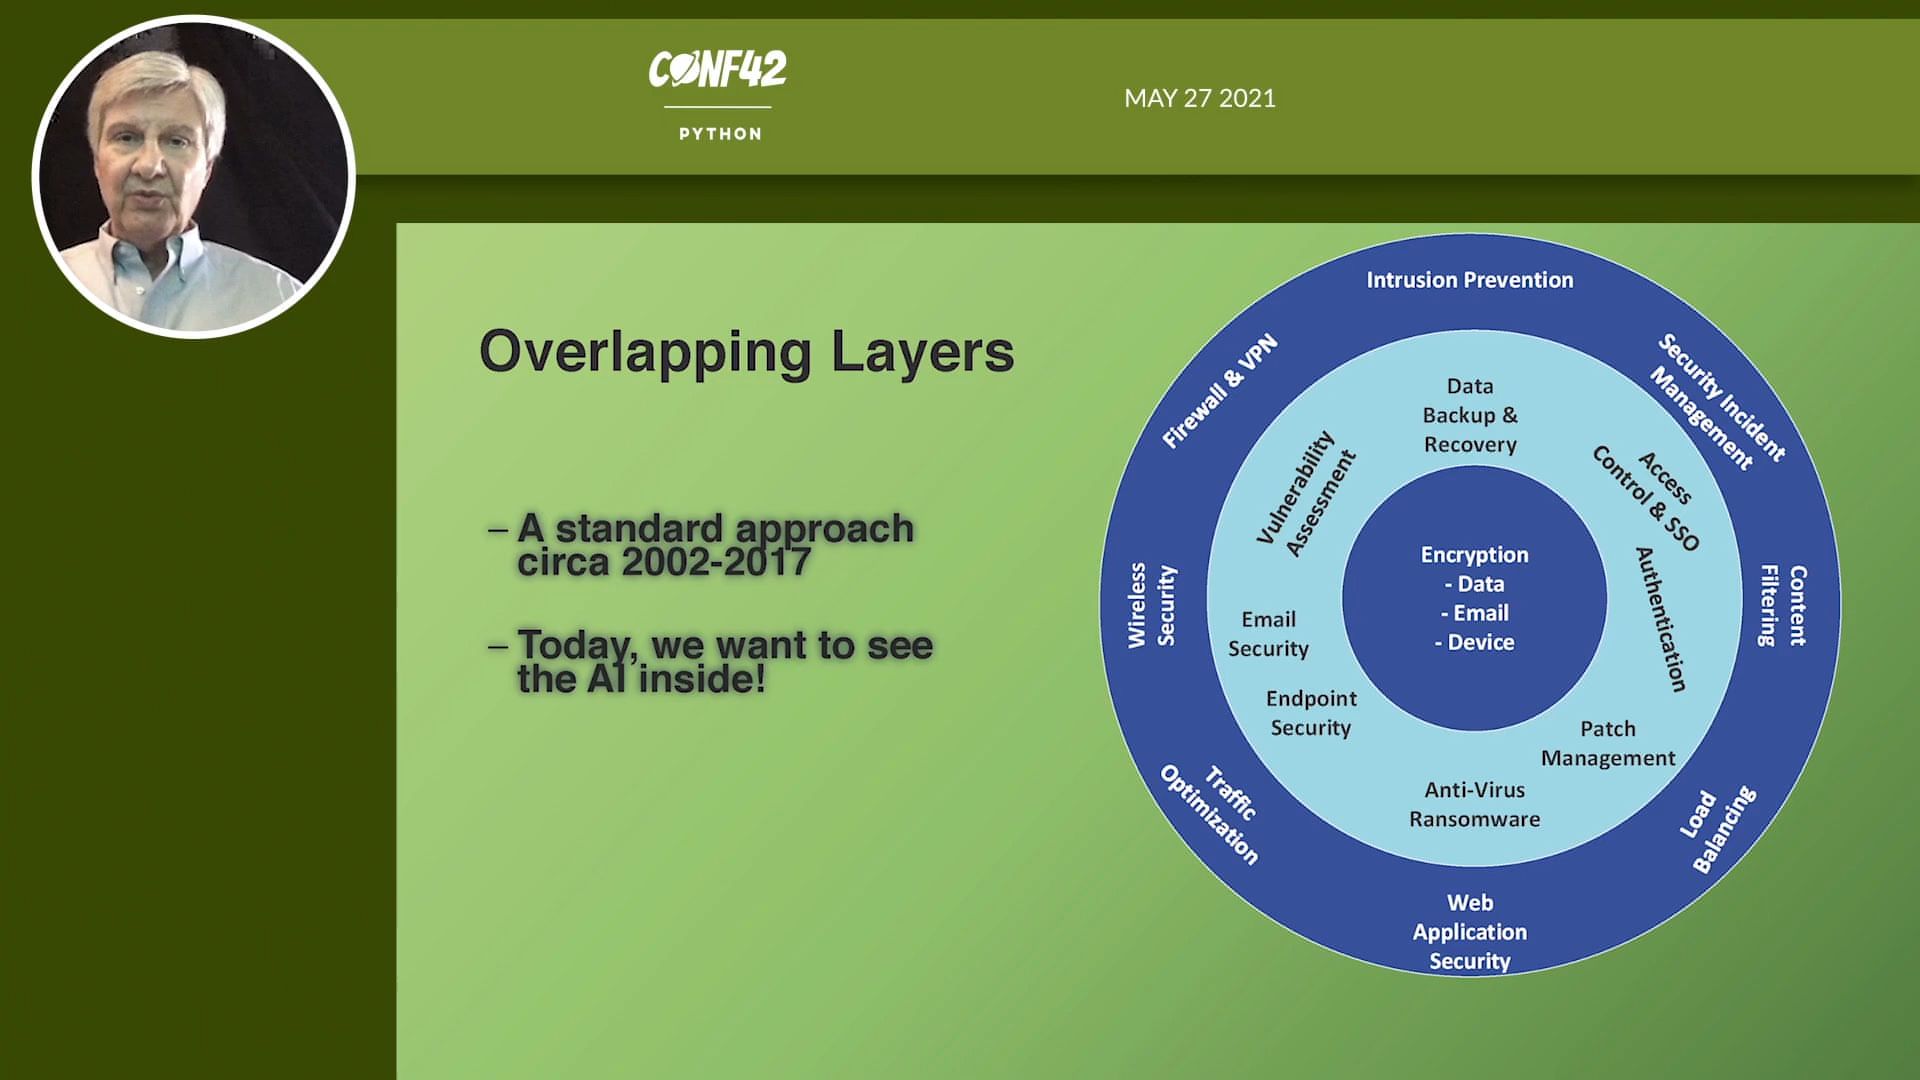 CONF42
PYTHON
MAY 27 2021
Overlapping Layers
– A standard approach
circa 2002-2017
– Today, we want to see
the AI inside!
Intrusion Prevention
Security Incident
Management
Content
Filtering
Load
Balancing
Web
Application
Security
Traffic
Optimization
Wireless
Security
Firewall & VPN
Data
Backup &
Recovery
Access
Control & SSO
Authentication
Patch
Management
Anti-Virus
Ransomware
Endpoint
Security
Email
Security
Vulnerability
Assessment
Encryption
- Data
- Email
- Device